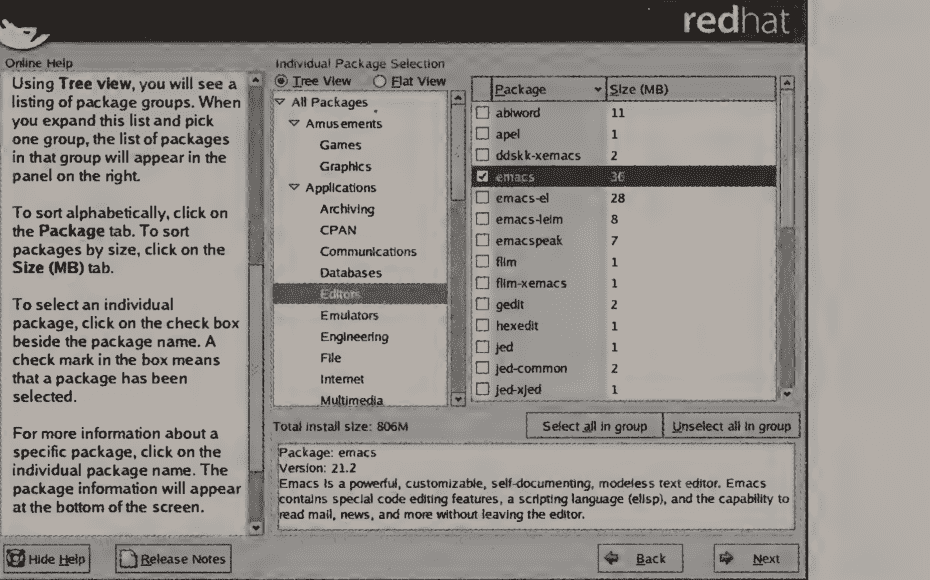 redhat
Online Help
Using Tree view, you will see a
listing of package groups. When
you expand this list and pick
one group, the list of packages
in that group will appear in the
panel on the right.
To sort alphabetically, click on
the Package tab. To sort
packages by size, click on the
Size (MB) tab.
To select an individual
package, click on the check box
beside the package name. A
check mark in the box means
that a package has been
selected.
For more information about a
specific package, click on the
individual package name. The
package information will appear
at the bottom of the screen.
Individual Package Selection
Tree View Flat View
All Packages
Amusements
Games
Graphics
Applications
Archiving
CPAN
Communications
Databases
Editors
Emulators
Engineering
File
Internet
Multimedia
Package Size (MB)
abiword 11
apel 1
ddskk-xemacs 2
emacs 36
emacs-el 28
emacs-leim 8
emacspeak 7
flim 1
flim-xemacs 1
gedit 2
hexedit 1
jed 1
jed-common 2
jed-xjed 1
Total install size: 806M
Select all in group Unselect all in group
Package: emacs
Version: 21.2
Emacs is a powerful, customizable, self-documenting, modeless text editor. Emacs
contains special code editing features, a scripting language (elisp), and the capability to
read mail, news, and more without leaving the editor.
Hide Help Release Notes Back Next